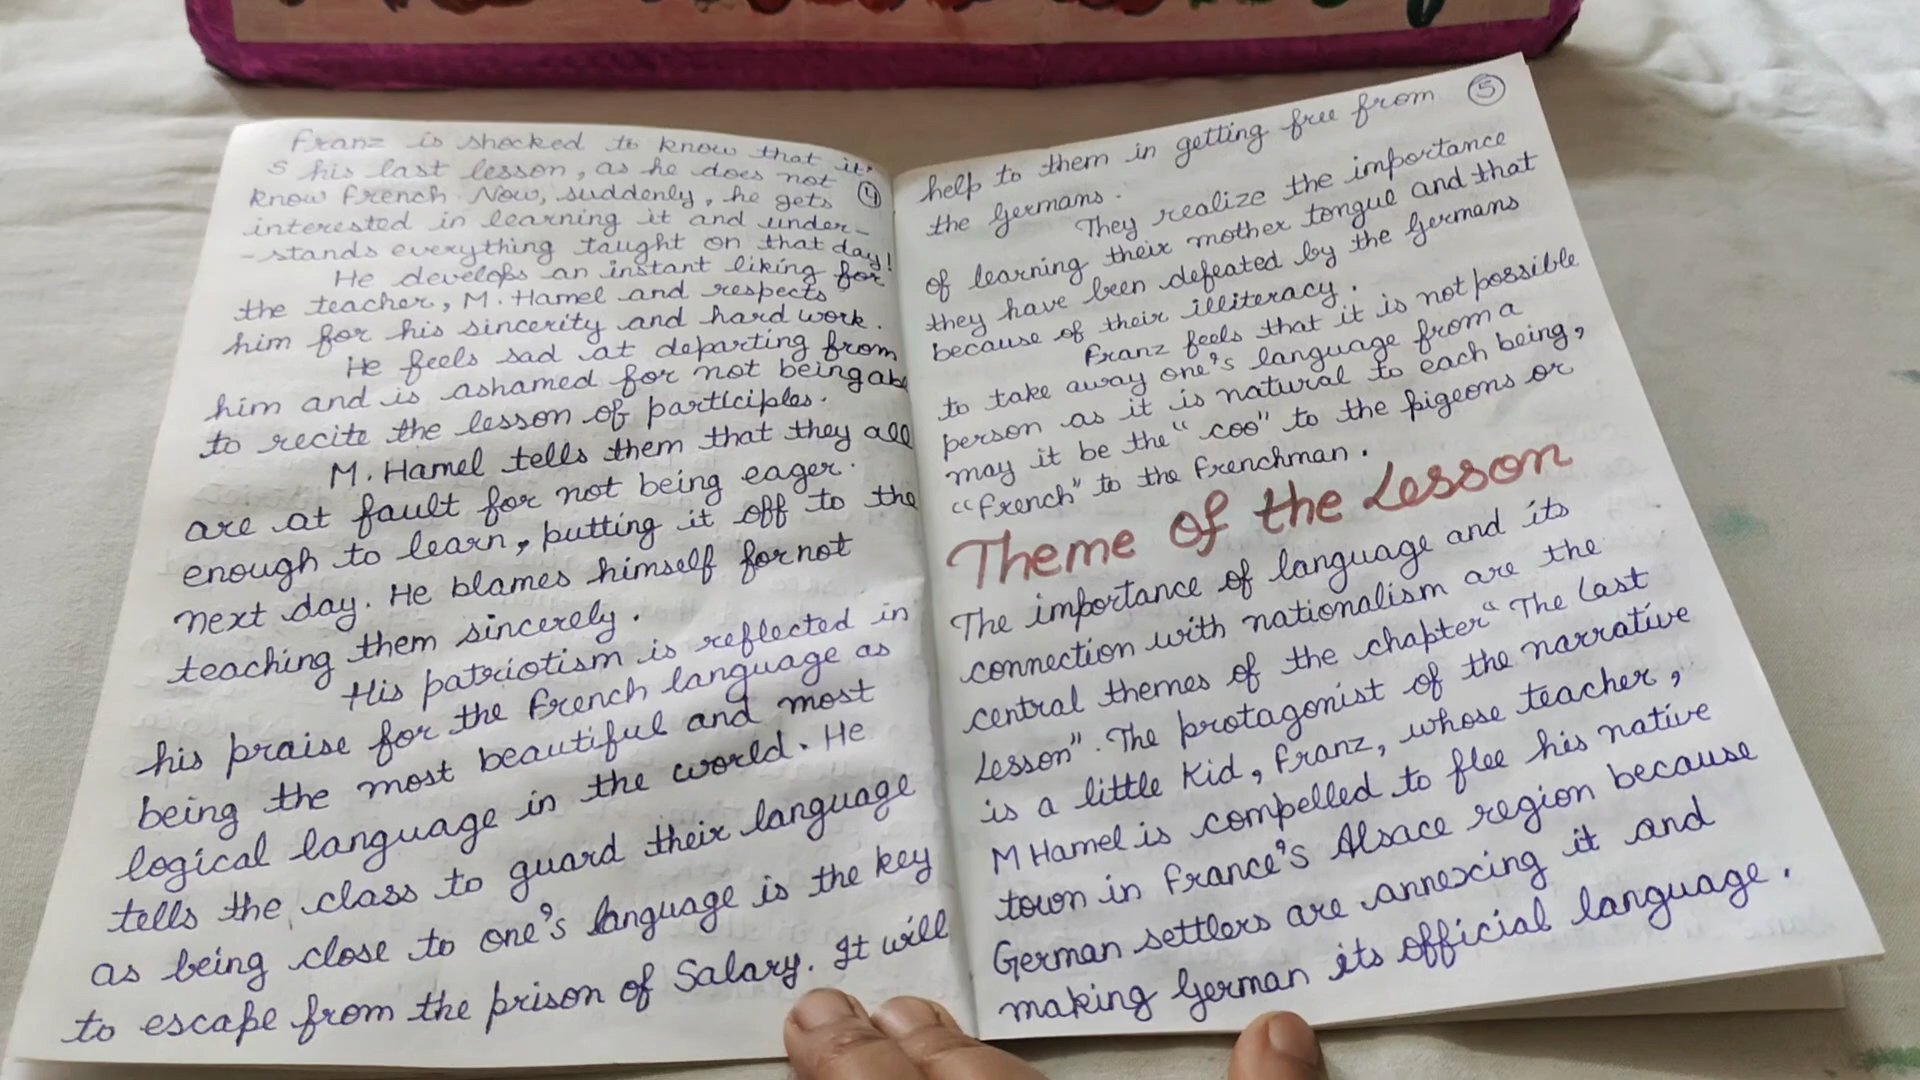 Franz is shocked to know that it'
s his last lesson, as he does not
know French. Now, suddenly, he gets
④
interested in learning it and under-
-stands everything taught on that day!
He develops an instant liking for
the teacher, M. Hamel and respects
him for his sincerity and hard work.
He feels sad at departing from
him and is ashamed for not being able
to recite the lesson of participles.
M. Hamel tells them that they all
are at fault for not being eager
enough to learn, putting it off to the
next day. He blames himself for not
teaching them sincerely.
His patriotism is reflected in
his praise for the French language as
being the most beautiful and most
logical language in the world. He
tells the class to guard their language
as being close to one's language is the key
to escape from the prison of Salary. It will
⑤
help to them in getting free from
the Germans.
They realize the importance
of learning their mother tongue and that
they have been defeated by the Germans
because of their illiteracy.
Franz feels that it is not possible
to take away one's language from a
person as it is natural to each being,
may it be the "coo" to the pigeons or
"French" to the Frenchman.
Theme of the Lesson
The importance of language and its
connection with nationalism are the
central themes of the chapter "The Last
Lesson". The protagonist of the narrative
is a little kid, Franz, whose teacher,
M Hamel is compelled to flee his native
town in France's Alsace region because
German settlers are annexing it and
making German its official language.